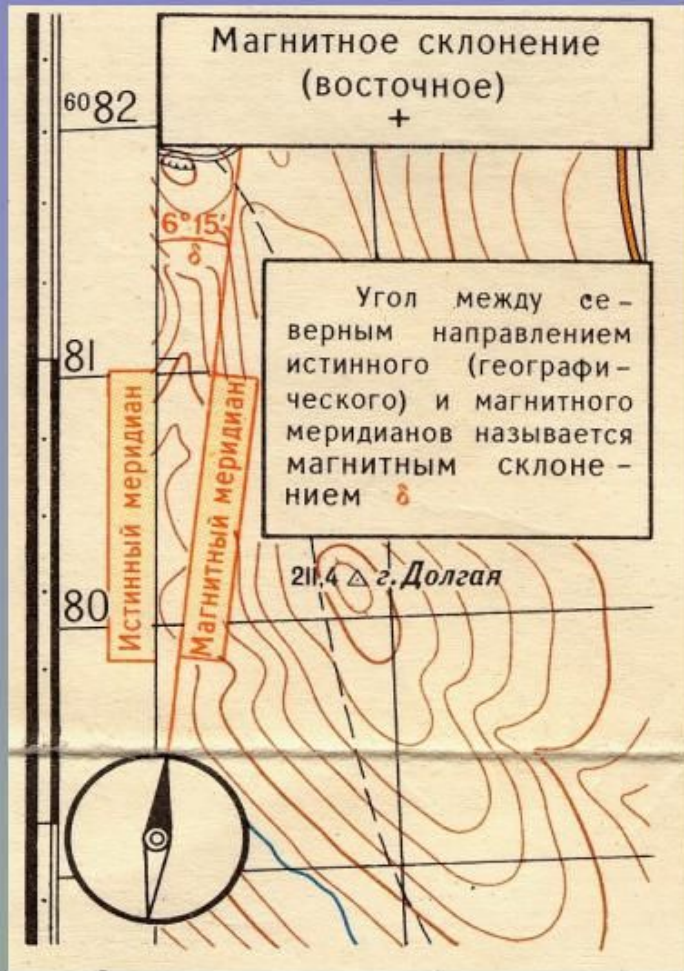 Магнитное склонение
(восточное)
+
6082
6°15′
δ
Угол между се-
верным направлением
истинного (географи-
ческого) и магнитного
меридианов называется
магнитным склоне-
нием δ
81
Истинный меридиан
Магнитный меридиан
211,4 г. Долгая
80